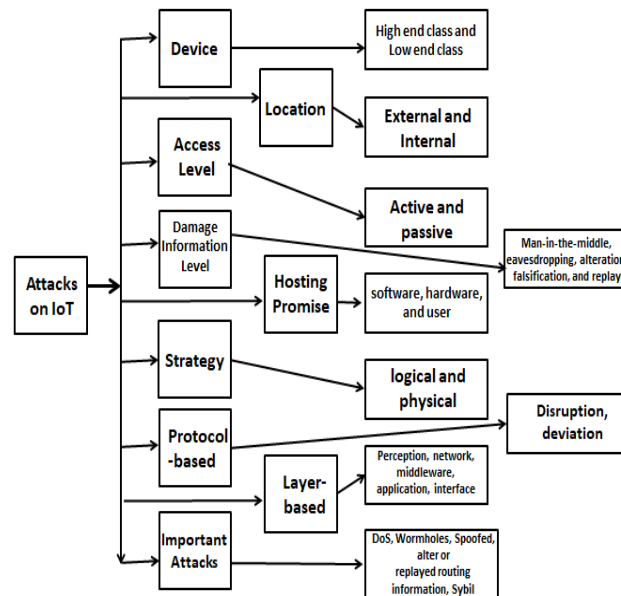 Attacks
on IoT
Device
High end class and
Low end class
Location
External and
Internal
Access
Level
Active and
passive
Damage
Information
Level
Man-in-the-middle,
eavesdropping, alteration
falsification, and replay
Hosting
Promise
software, hardware,
and user
Strategy
logical and
physical
Protocol
-based
Disruption,
deviation
Layer-
based
Perception, network,
middleware,
application, interface
Important
Attacks
DoS, Wormholes, Spoofed,
alter or
replayed routing
information, Sybil